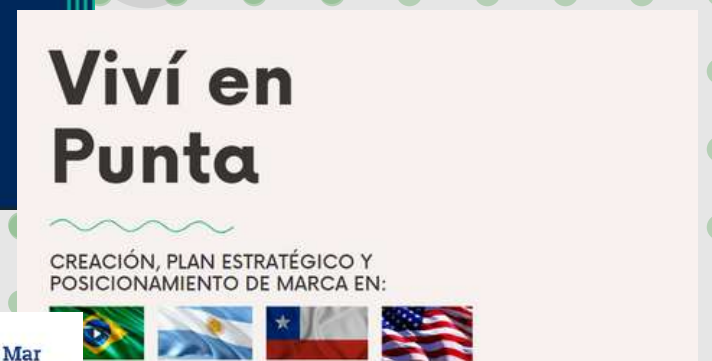 Viví en
Punta
CREACIÓN, PLAN ESTRATÉGICO Y
POSICIONAMIENTO DE MARCA EN:
Mar